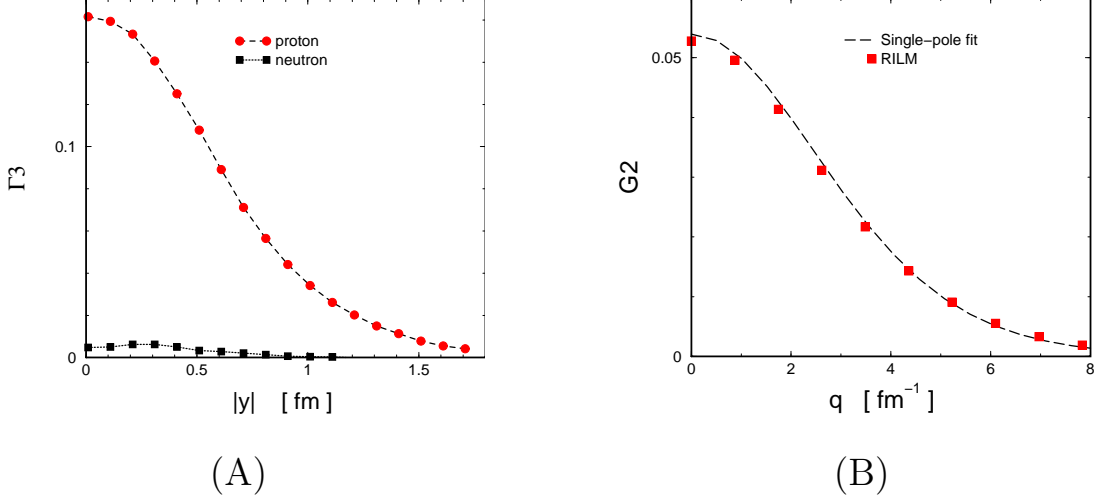 proton
neutron
0.1
0
Γ3
0 0.5 1 1.5
|y| [ fm ]
(A)
Single−pole fit
RILM
0.05
0
G2
0 2 4 6 8
q [ fm⁻¹ ]
(B)